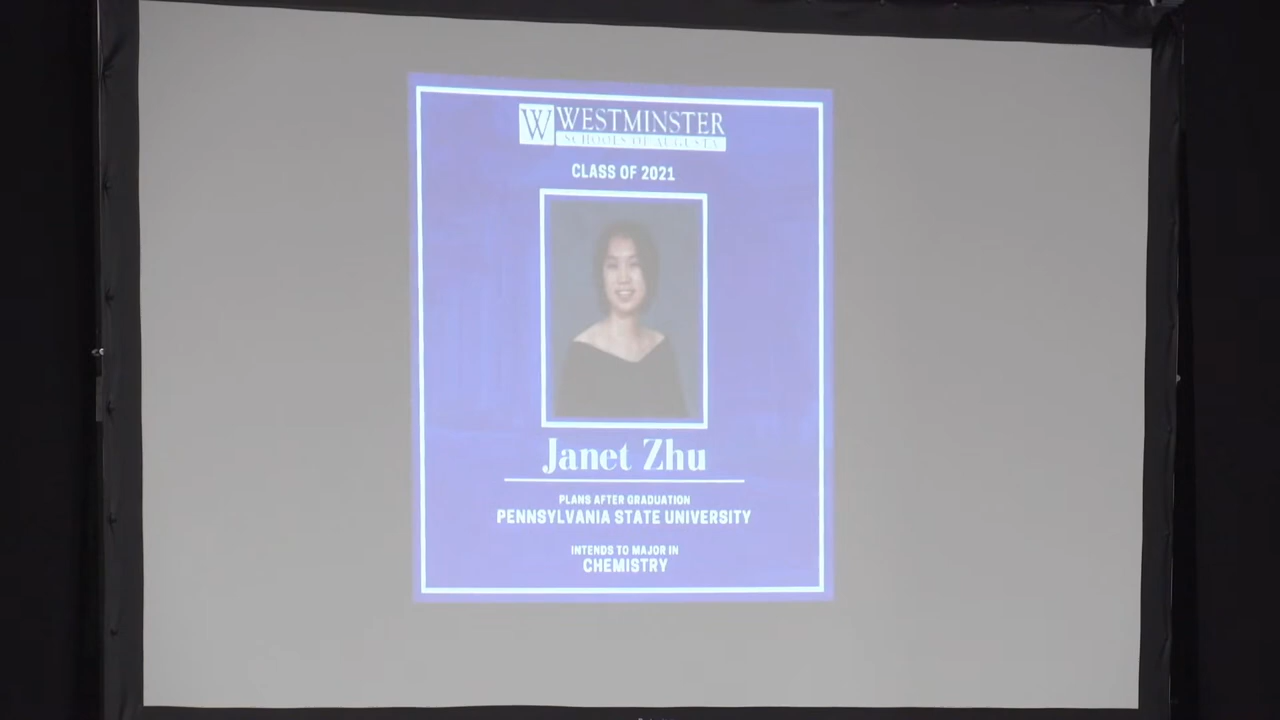 W WESTMINSTER
SCHOOLS OF AUGUSTA
CLASS OF 2021
Janet Zhu
PLANS AFTER GRADUATION
PENNSYLVANIA STATE UNIVERSITY
INTENDS TO MAJOR IN
CHEMISTRY